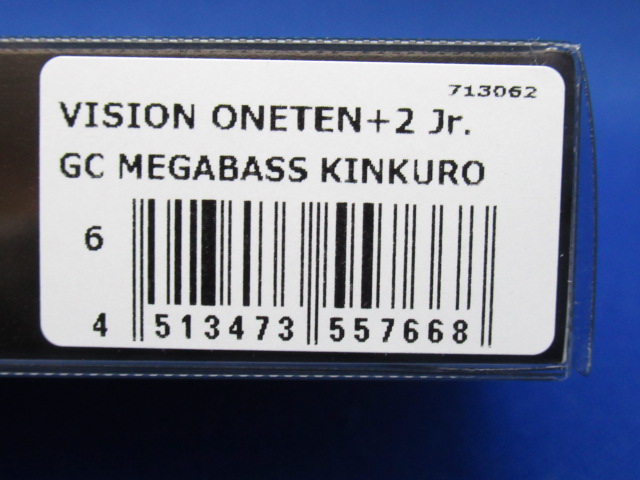 713062
VISION ONETEN+2 Jr.
GC MEGABASS KINKURO
6
4 513473 557668